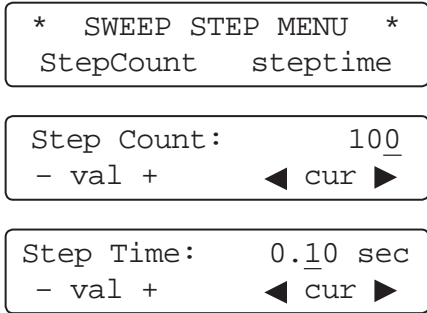 * SWEEP STEP MENU *
StepCount steptime
Step Count: 100
– val + ◀ cur ▶
Step Time: 0.10 sec
– val + ◀ cur ▶